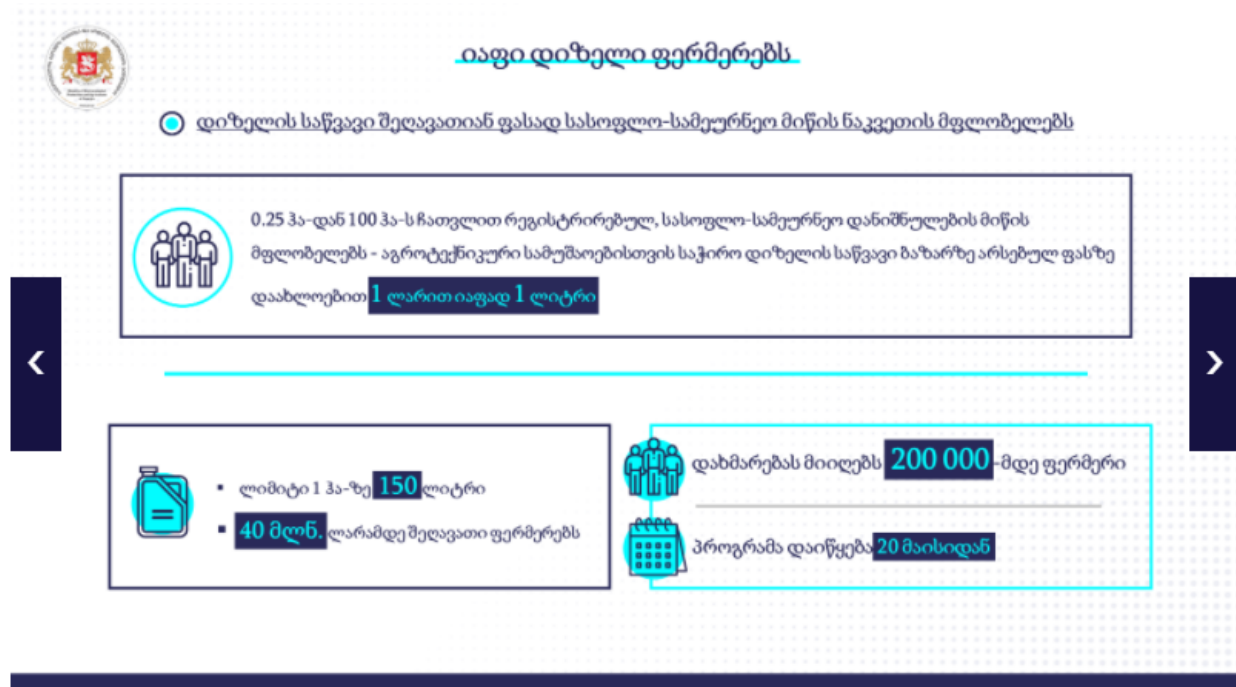 იაფი დიზელი ფერმერებს
დიზელის საწვავი შეღავათიან ფასად სასოფლო-სამეურნეო მიწის ნაკვეთის მფლობელებს
0.25 ჰა-დან 100 ჰა-ს ჩათვლით რეგისტრირებულ, სასოფლო-სამეურნეო დანიშნულების მიწის
მფლობელებს - აგროტექნიკური სამუშაოებისთვის საჭირო დიზელის საწვავი ბაზარზე არსებულ ფასზე
დაახლოებით 1 ლარით იაფად 1 ლიტრი
▪ ლიმიტი 1 ჰა-ზე 150 ლიტრი
▪ 40 მლნ. ლარამდე შეღავათი ფერმერებს
დახმარებას მიიღებს 200 000 -მდე ფერმერი
პროგრამა დაიწყება 20 მაისიდან